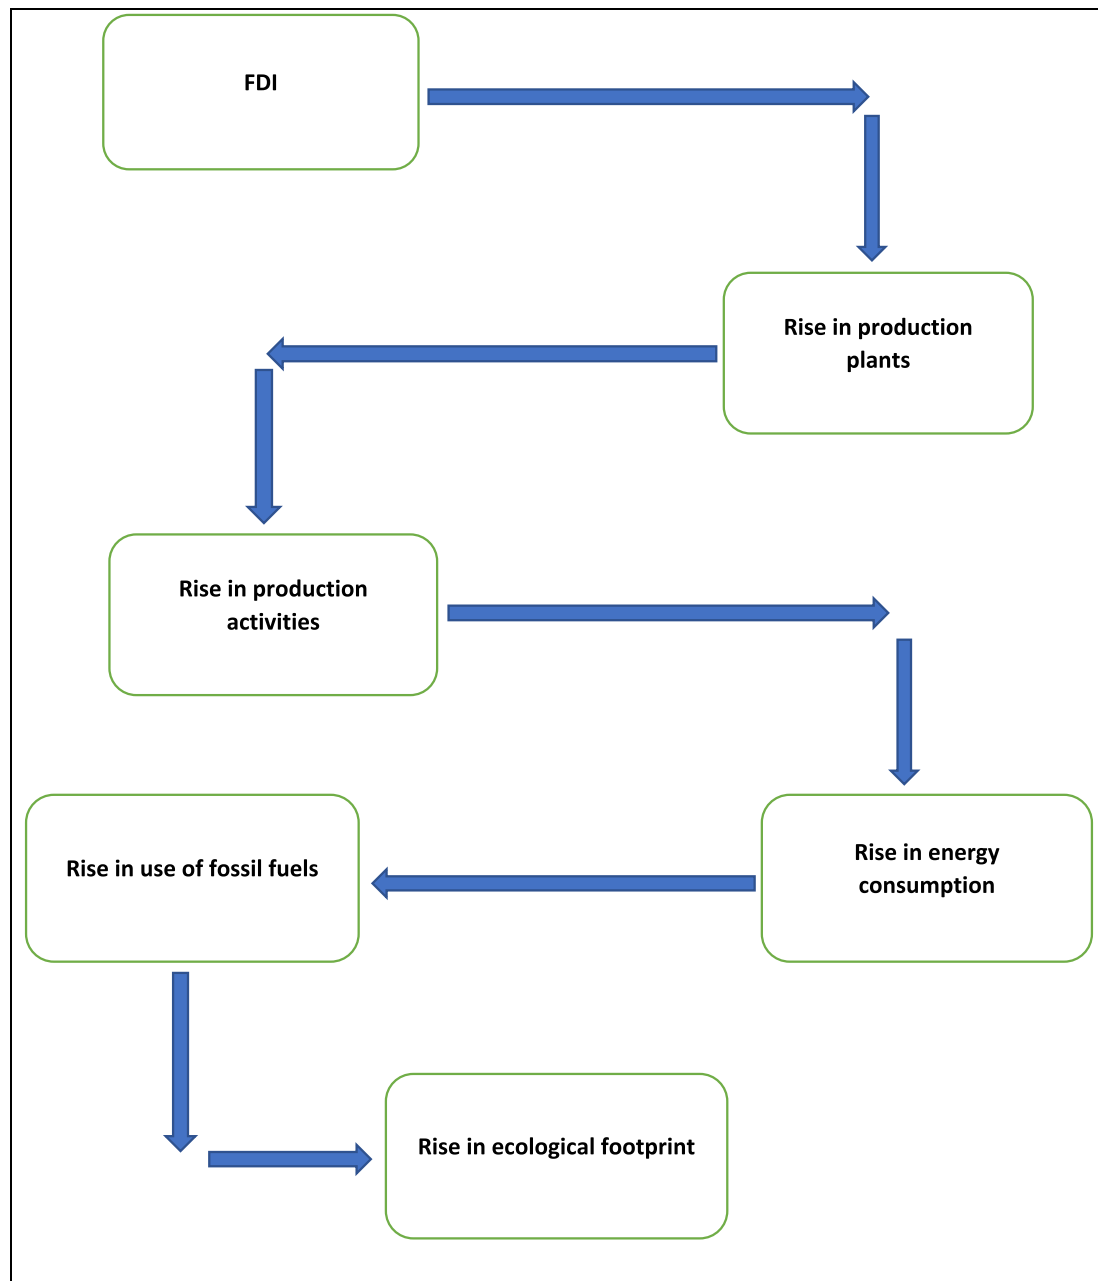 FDI
Rise in production
plants
Rise in production
activities
Rise in energy
consumption
Rise in use of fossil fuels
Rise in ecological footprint